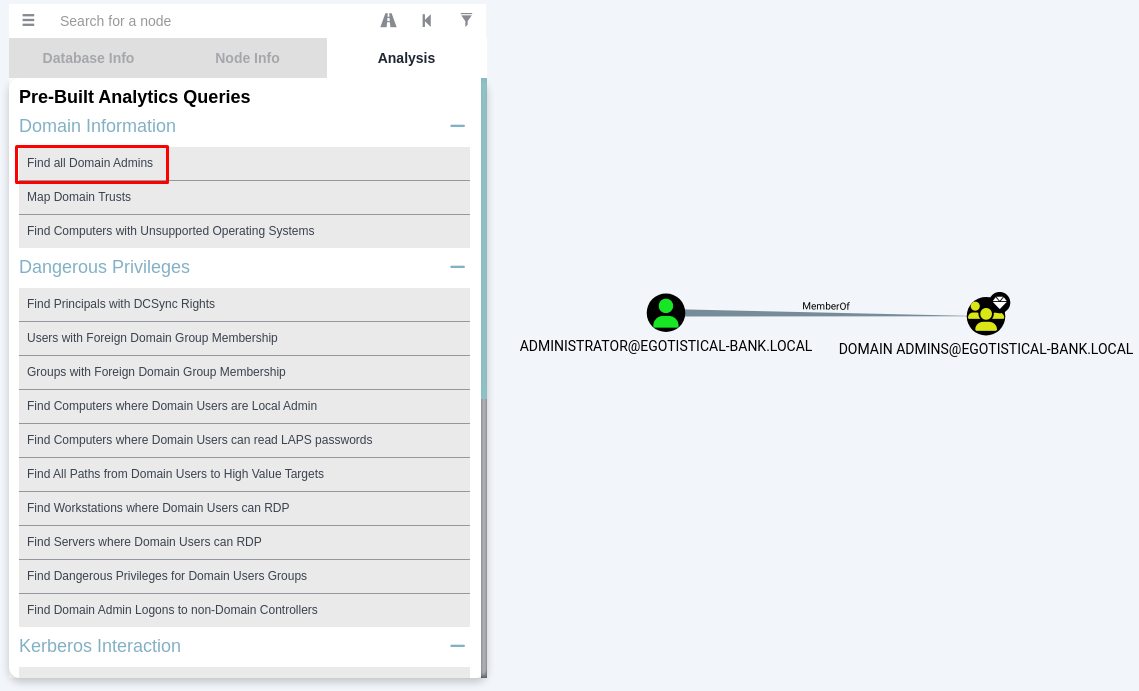 Search for a node
Database Info
Node Info
Analysis
Pre-Built Analytics Queries
Domain Information
Find all Domain Admins
Map Domain Trusts
Find Computers with Unsupported Operating Systems
Dangerous Privileges
Find Principals with DCSync Rights
Users with Foreign Domain Group Membership
Groups with Foreign Domain Group Membership
Find Computers where Domain Users are Local Admin
Find Computers where Domain Users can read LAPS passwords
Find All Paths from Domain Users to High Value Targets
Find Workstations where Domain Users can RDP
Find Servers where Domain Users can RDP
Find Dangerous Privileges for Domain Users Groups
Find Domain Admin Logons to non-Domain Controllers
Kerberos Interaction
MemberOf
ADMINISTRATOR@EGOTISTICAL-BANK.LOCAL
DOMAIN ADMINS@EGOTISTICAL-BANK.LOCAL